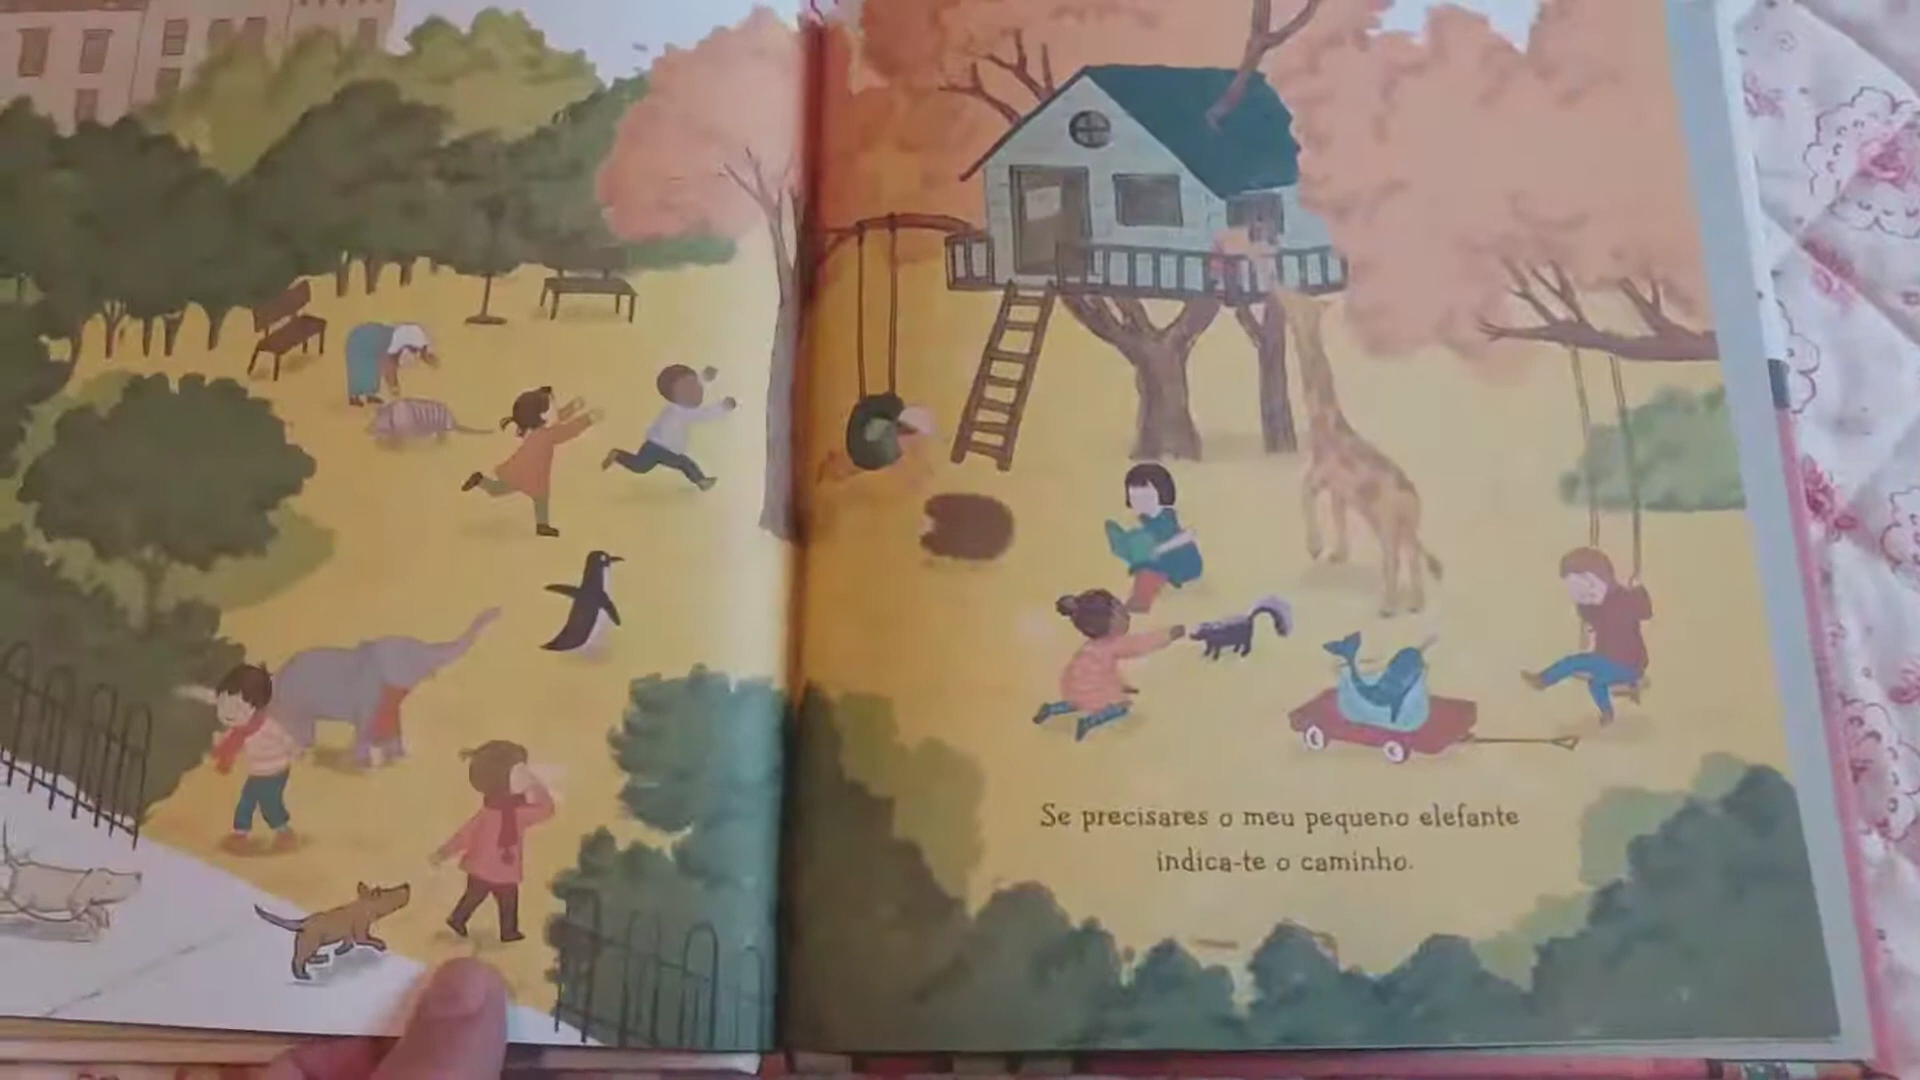 Se precisares o meu pequeno elefante
indica-te o caminho.